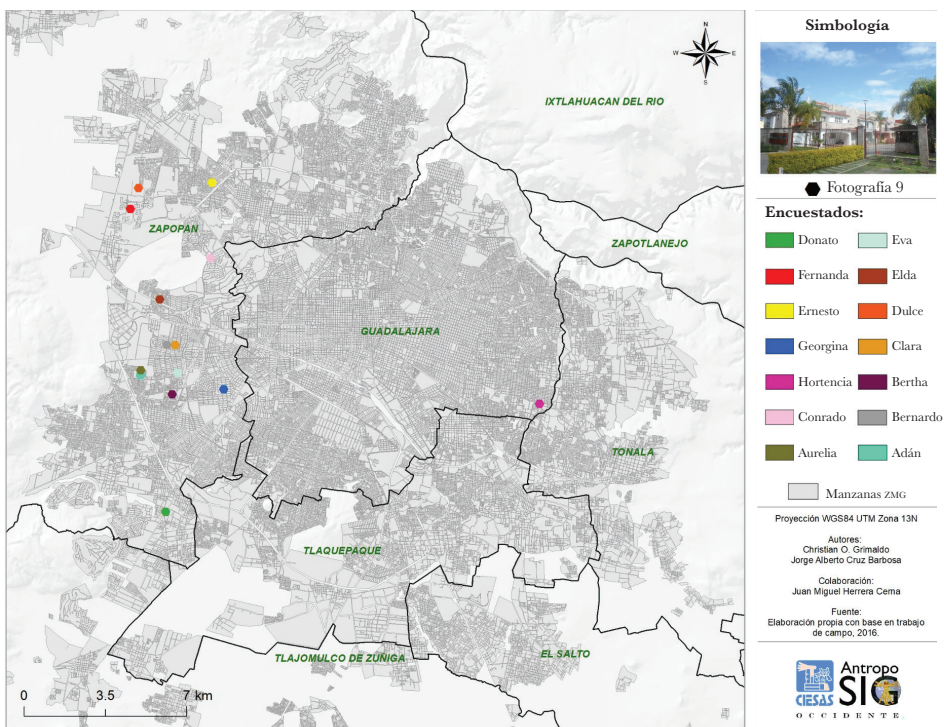 N
W
E
S
IXTLAHUACAN DEL RIO
ZAPOPAN
ZAPOTLANEJO
GUADALAJARA
TONALA
TLAQUEPAQUE
TLAJOMULCO DE ZUÑIGA
EL SALTO
0 3.5 7 km
Simbología
Fotografía 9
Encuestados:
Donato Eva
Fernanda Elda
Ernesto Dulce
Georgina Clara
Hortencia Bertha
Conrado Bernardo
Aurelia Adán
Manzanas ZMG
Proyección WGS84 UTM Zona 13N
Autores:
Christian O. Grimaldo
Jorge Alberto Cruz Barbosa
Colaboración:
Juan Miguel Herrera Cema
Fuente:
Elaboración propia con base en trabajo
de campo, 2016.
CIESAS
Antropo
SIG
OCCIDENTE